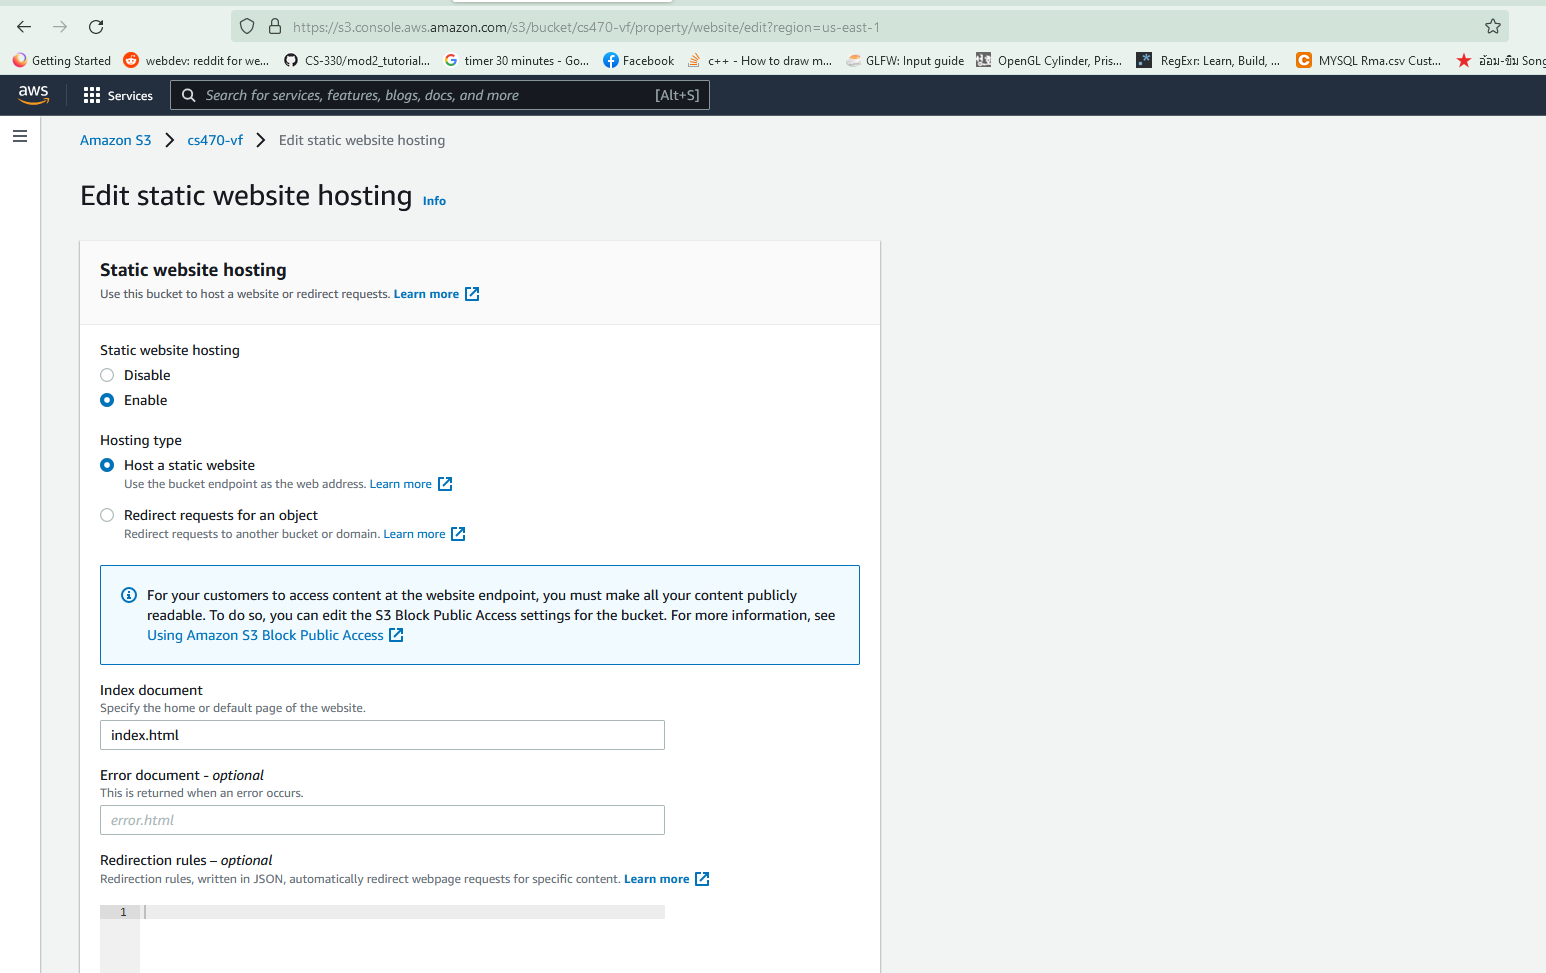 https://s3.console.aws.amazon.com/s3/bucket/cs470-vf/property/website/edit?region=us-east-1
Getting Started webdev: reddit for we... CS-330/mod2_tutorial... timer 30 minutes - Go... Facebook c++ - How to draw m... GLFW: Input guide OpenGL Cylinder, Pris... RegExr: Learn, Build, ... MYSQL Rma.csv Cust... อ้อม-ขิม Song
aws Services Search for services, features, blogs, docs, and more [Alt+S]
Amazon S3 cs470-vf Edit static website hosting
Edit static website hosting Info
Static website hosting
Use this bucket to host a website or redirect requests. Learn more
Static website hosting
Disable
Enable
Hosting type
Host a static website
Use the bucket endpoint as the web address. Learn more
Redirect requests for an object
Redirect requests to another bucket or domain. Learn more
For your customers to access content at the website endpoint, you must make all your content publicly
readable. To do so, you can edit the S3 Block Public Access settings for the bucket. For more information, see
Using Amazon S3 Block Public Access
Index document
Specify the home or default page of the website.
index.html
Error document - optional
This is returned when an error occurs.
error.html
Redirection rules – optional
Redirection rules, written in JSON, automatically redirect webpage requests for specific content. Learn more
1